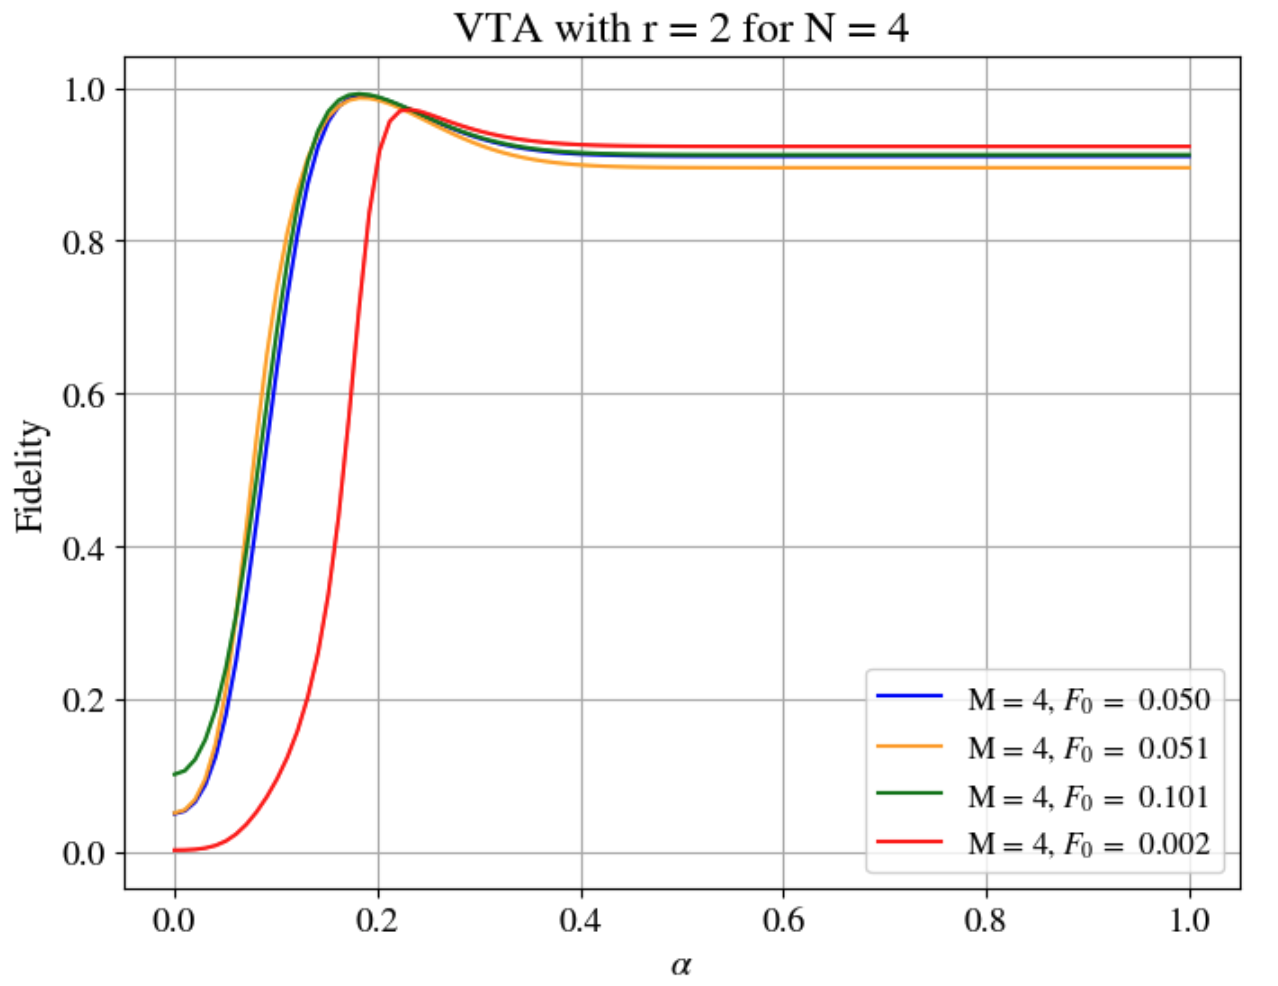 VTA with r = 2 for N = 4
Fidelity
1.0
0.8
0.6
0.4
0.2
0.0
0.0 0.2 0.4 0.6 0.8 1.0
α
M = 4, F₀ = 0.050
M = 4, F₀ = 0.051
M = 4, F₀ = 0.101
M = 4, F₀ = 0.002